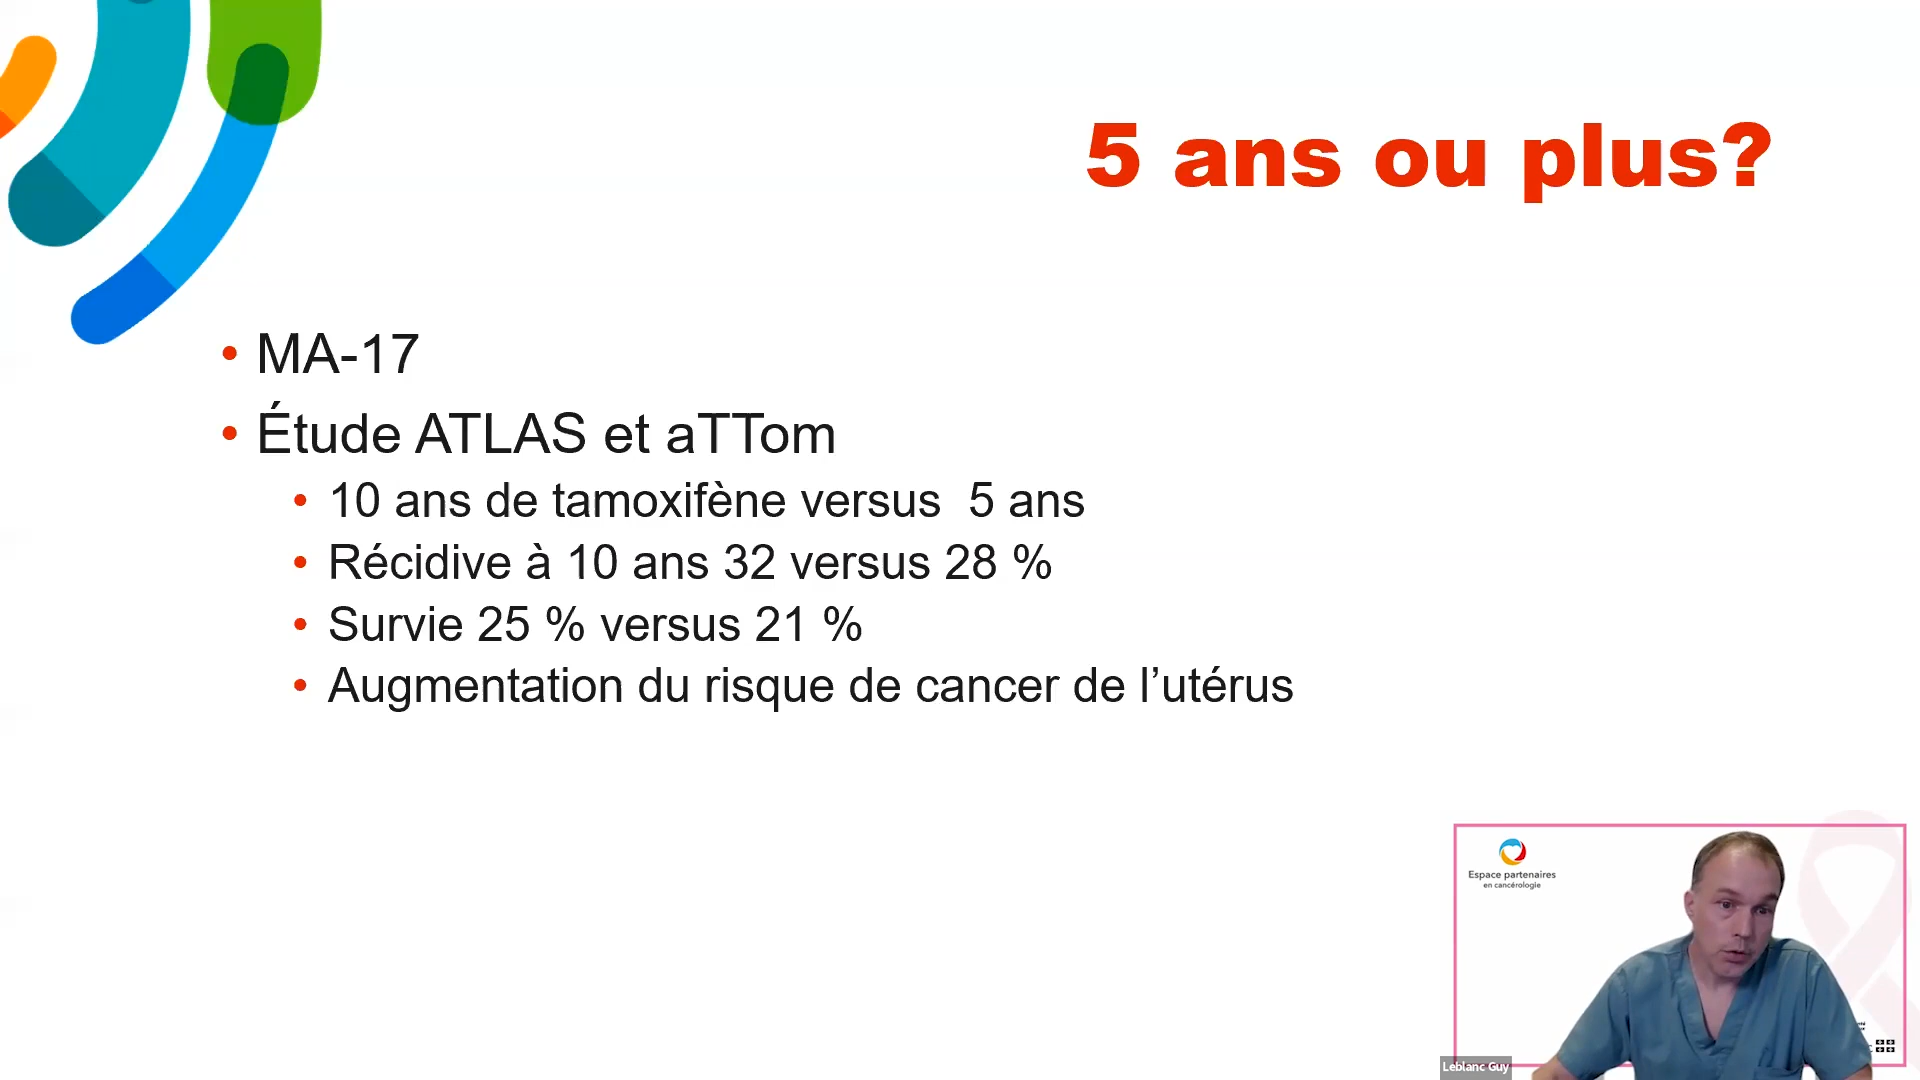 5 ans ou plus?
• MA-17
• Étude ATLAS et aTTom
• 10 ans de tamoxifène versus  5 ans
• Récidive à 10 ans 32 versus 28 %
• Survie 25 % versus 21 %
• Augmentation du risque de cancer de l’utérus
Espace partenaires
en cancérologie
Leblanc Guy